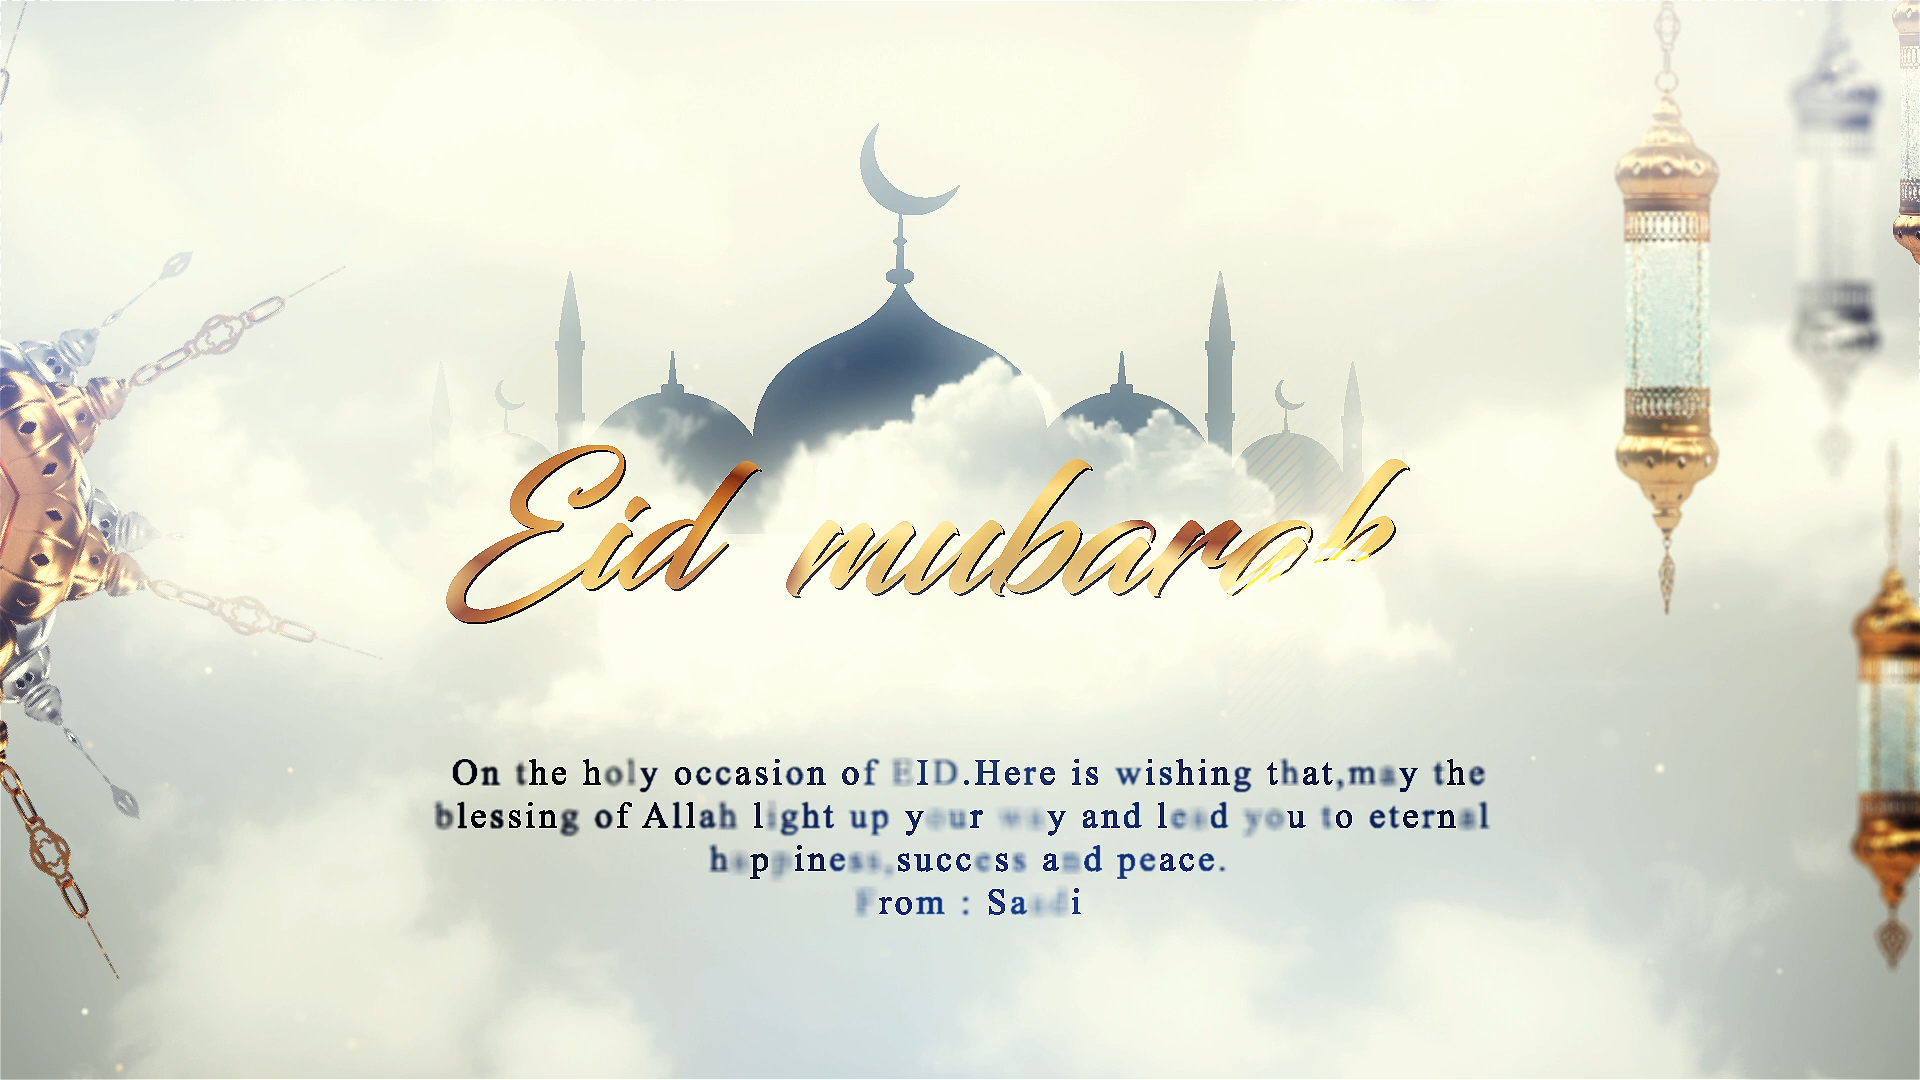 Eid mubarak
On the holy occasion of EID.Here is wishing that,may the
blessing of Allah light up your way and lead you to eternal
happiness,success and peace.
From :